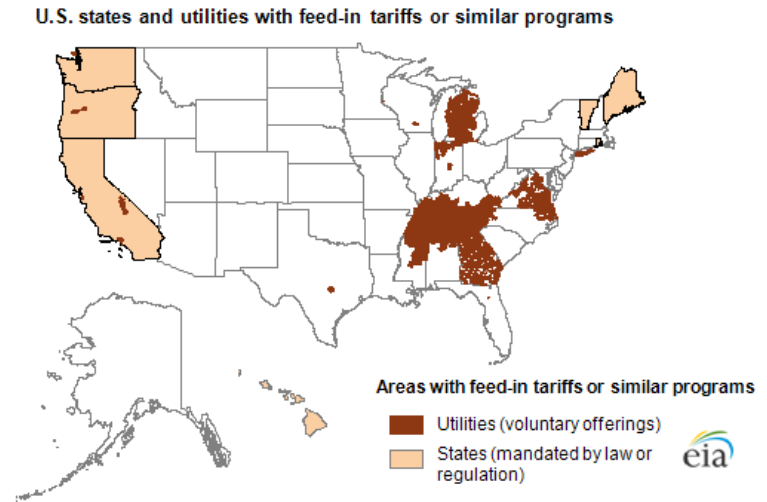 U.S. states and utilities with feed-in tariffs or similar programs
Areas with feed-in tariffs or similar programs
Utilities (voluntary offerings)
States (mandated by law or
regulation)
eia